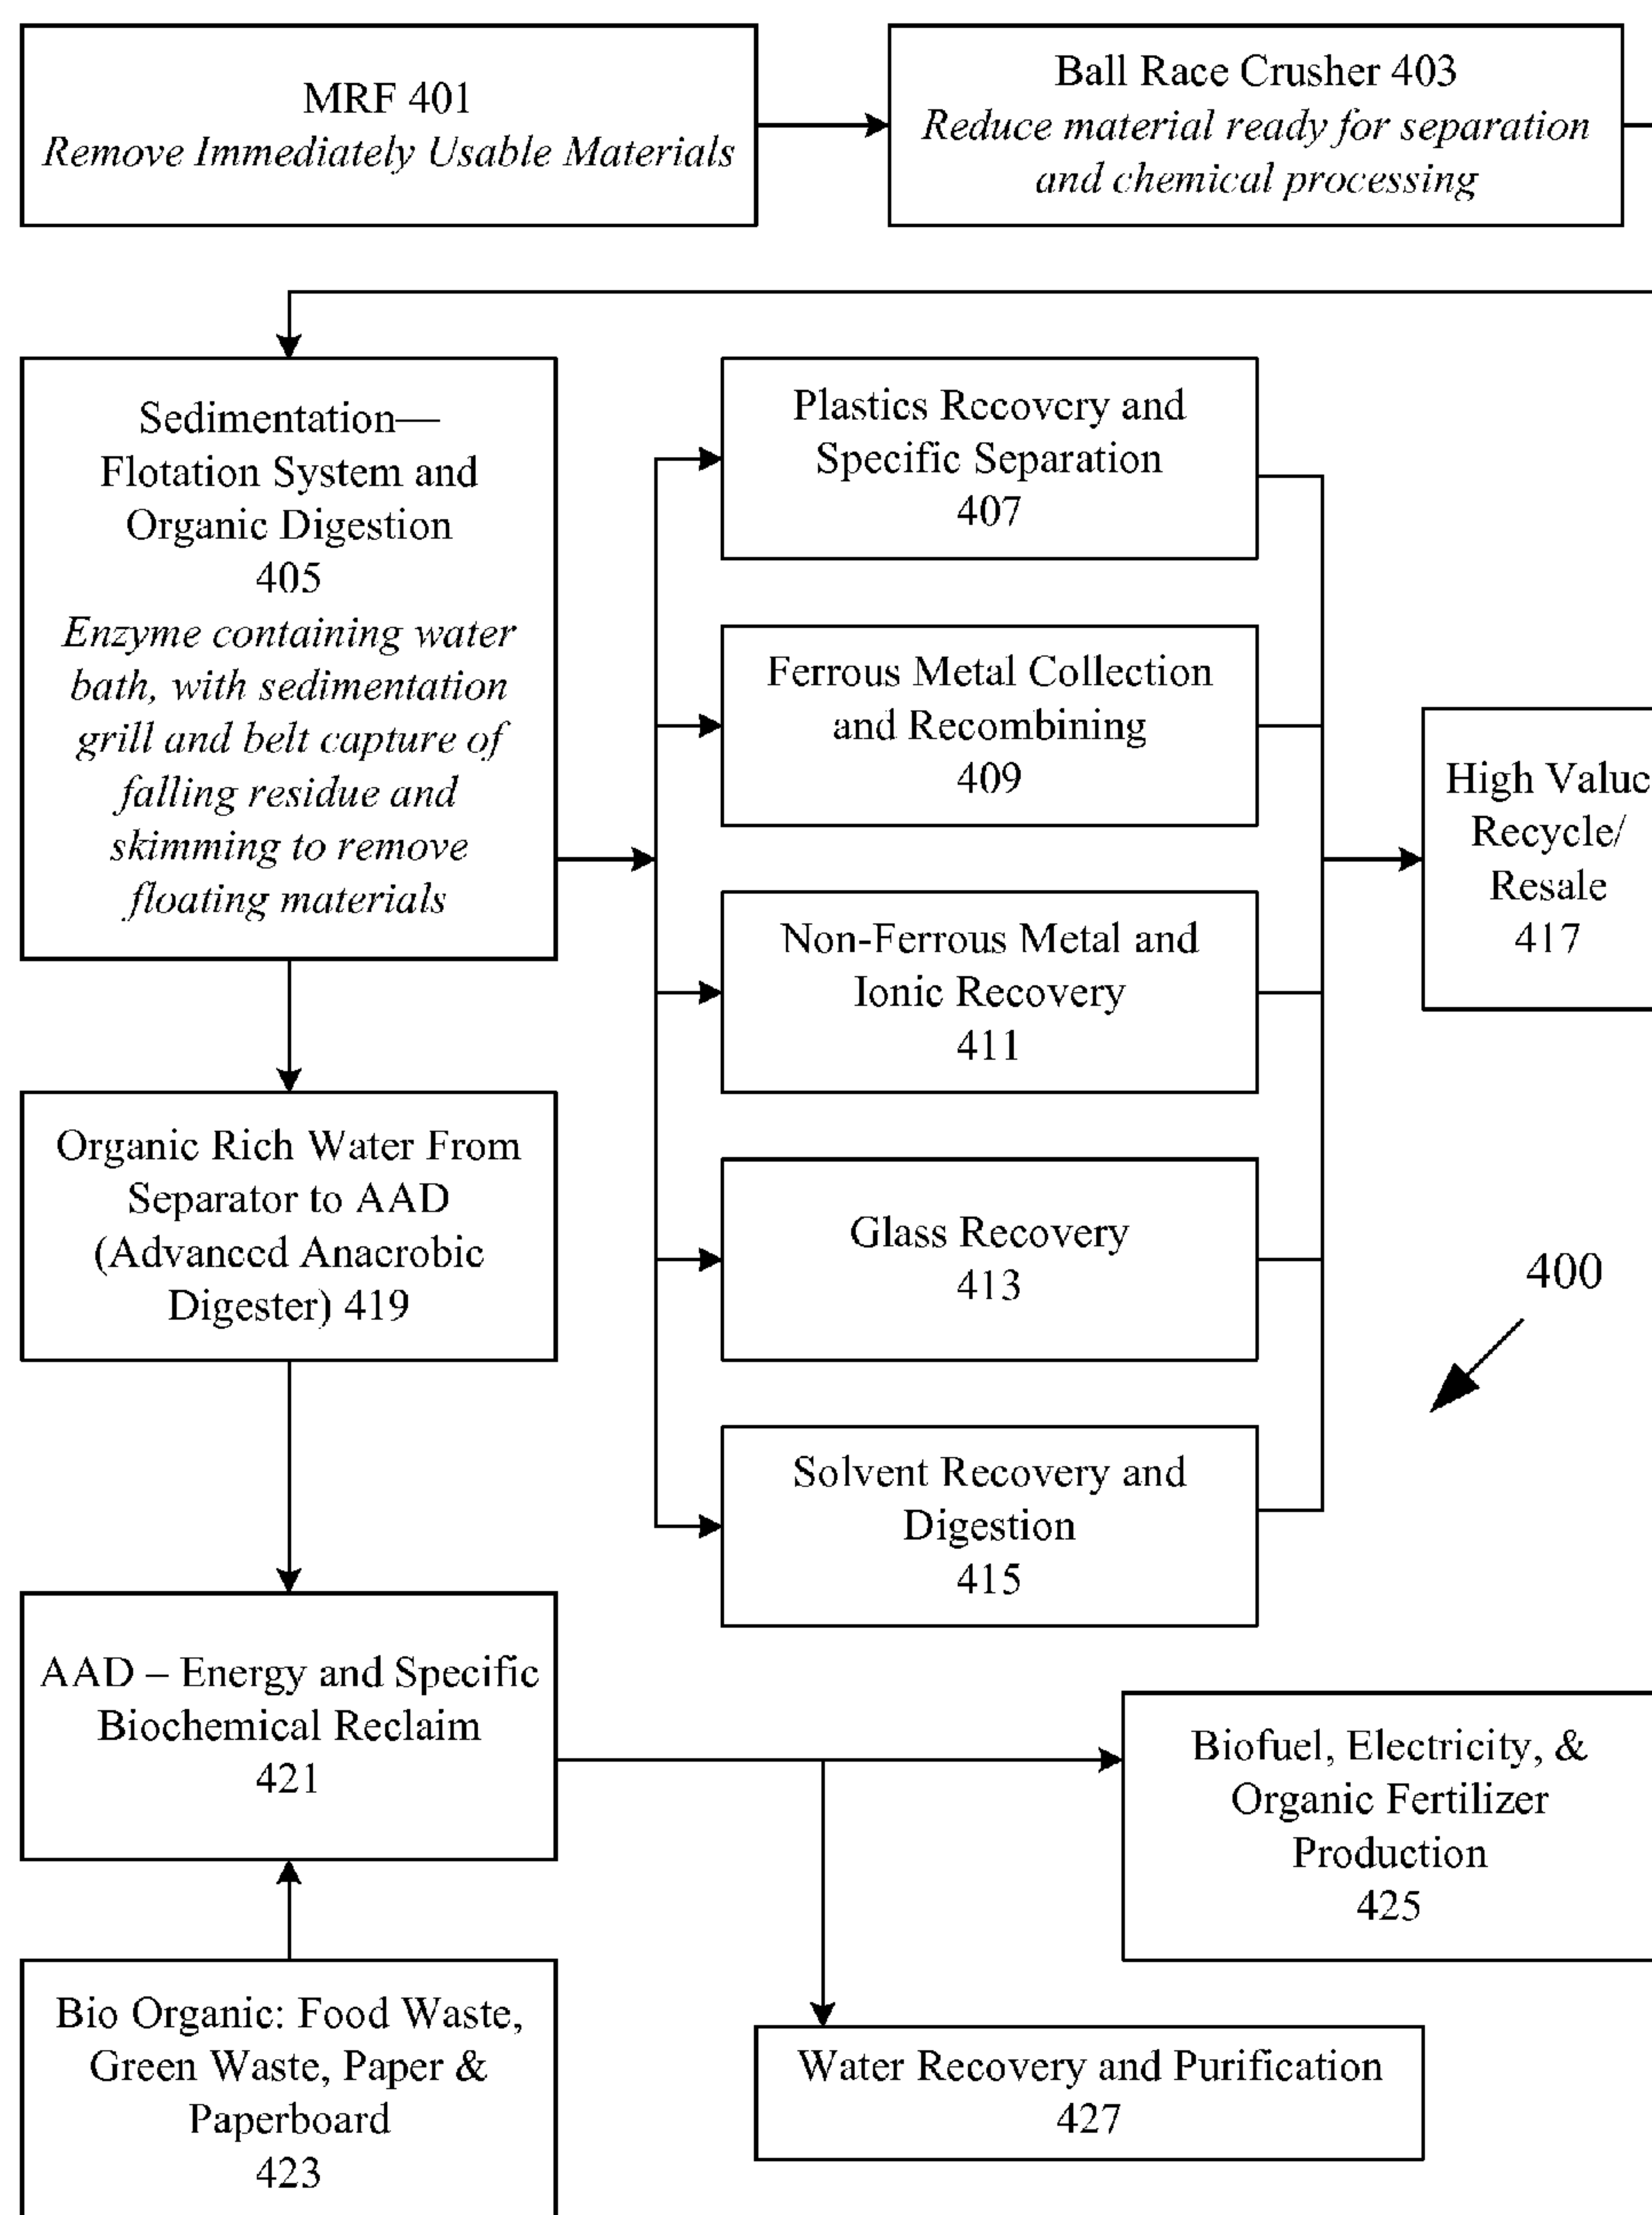 MRF 401
Remove Immediately Usable Materials
Ball Race Crusher 403
Reduce material ready for separation
and chemical processing
Sedimentation—
Flotation System and
Organic Digestion
405
Enzyme containing water
bath, with sedimentation
grill and belt capture of
falling residue and
skimming to remove
floating materials
Plastics Recovery and
Specific Separation
407
Ferrous Metal Collection
and Recombining
409
Non-Ferrous Metal and
Ionic Recovery
411
Glass Recovery
413
Solvent Recovery and
Digestion
415
High Value
Recycle/
Resale
417
400
Organic Rich Water From
Separator to AAD
(Advanced Anaerobic
Digester) 419
AAD – Energy and Specific
Biochemical Reclaim
421
Bio Organic: Food Waste,
Green Waste, Paper &
Paperboard
423
Biofuel, Electricity, &
Organic Fertilizer
Production
425
Water Recovery and Purification
427